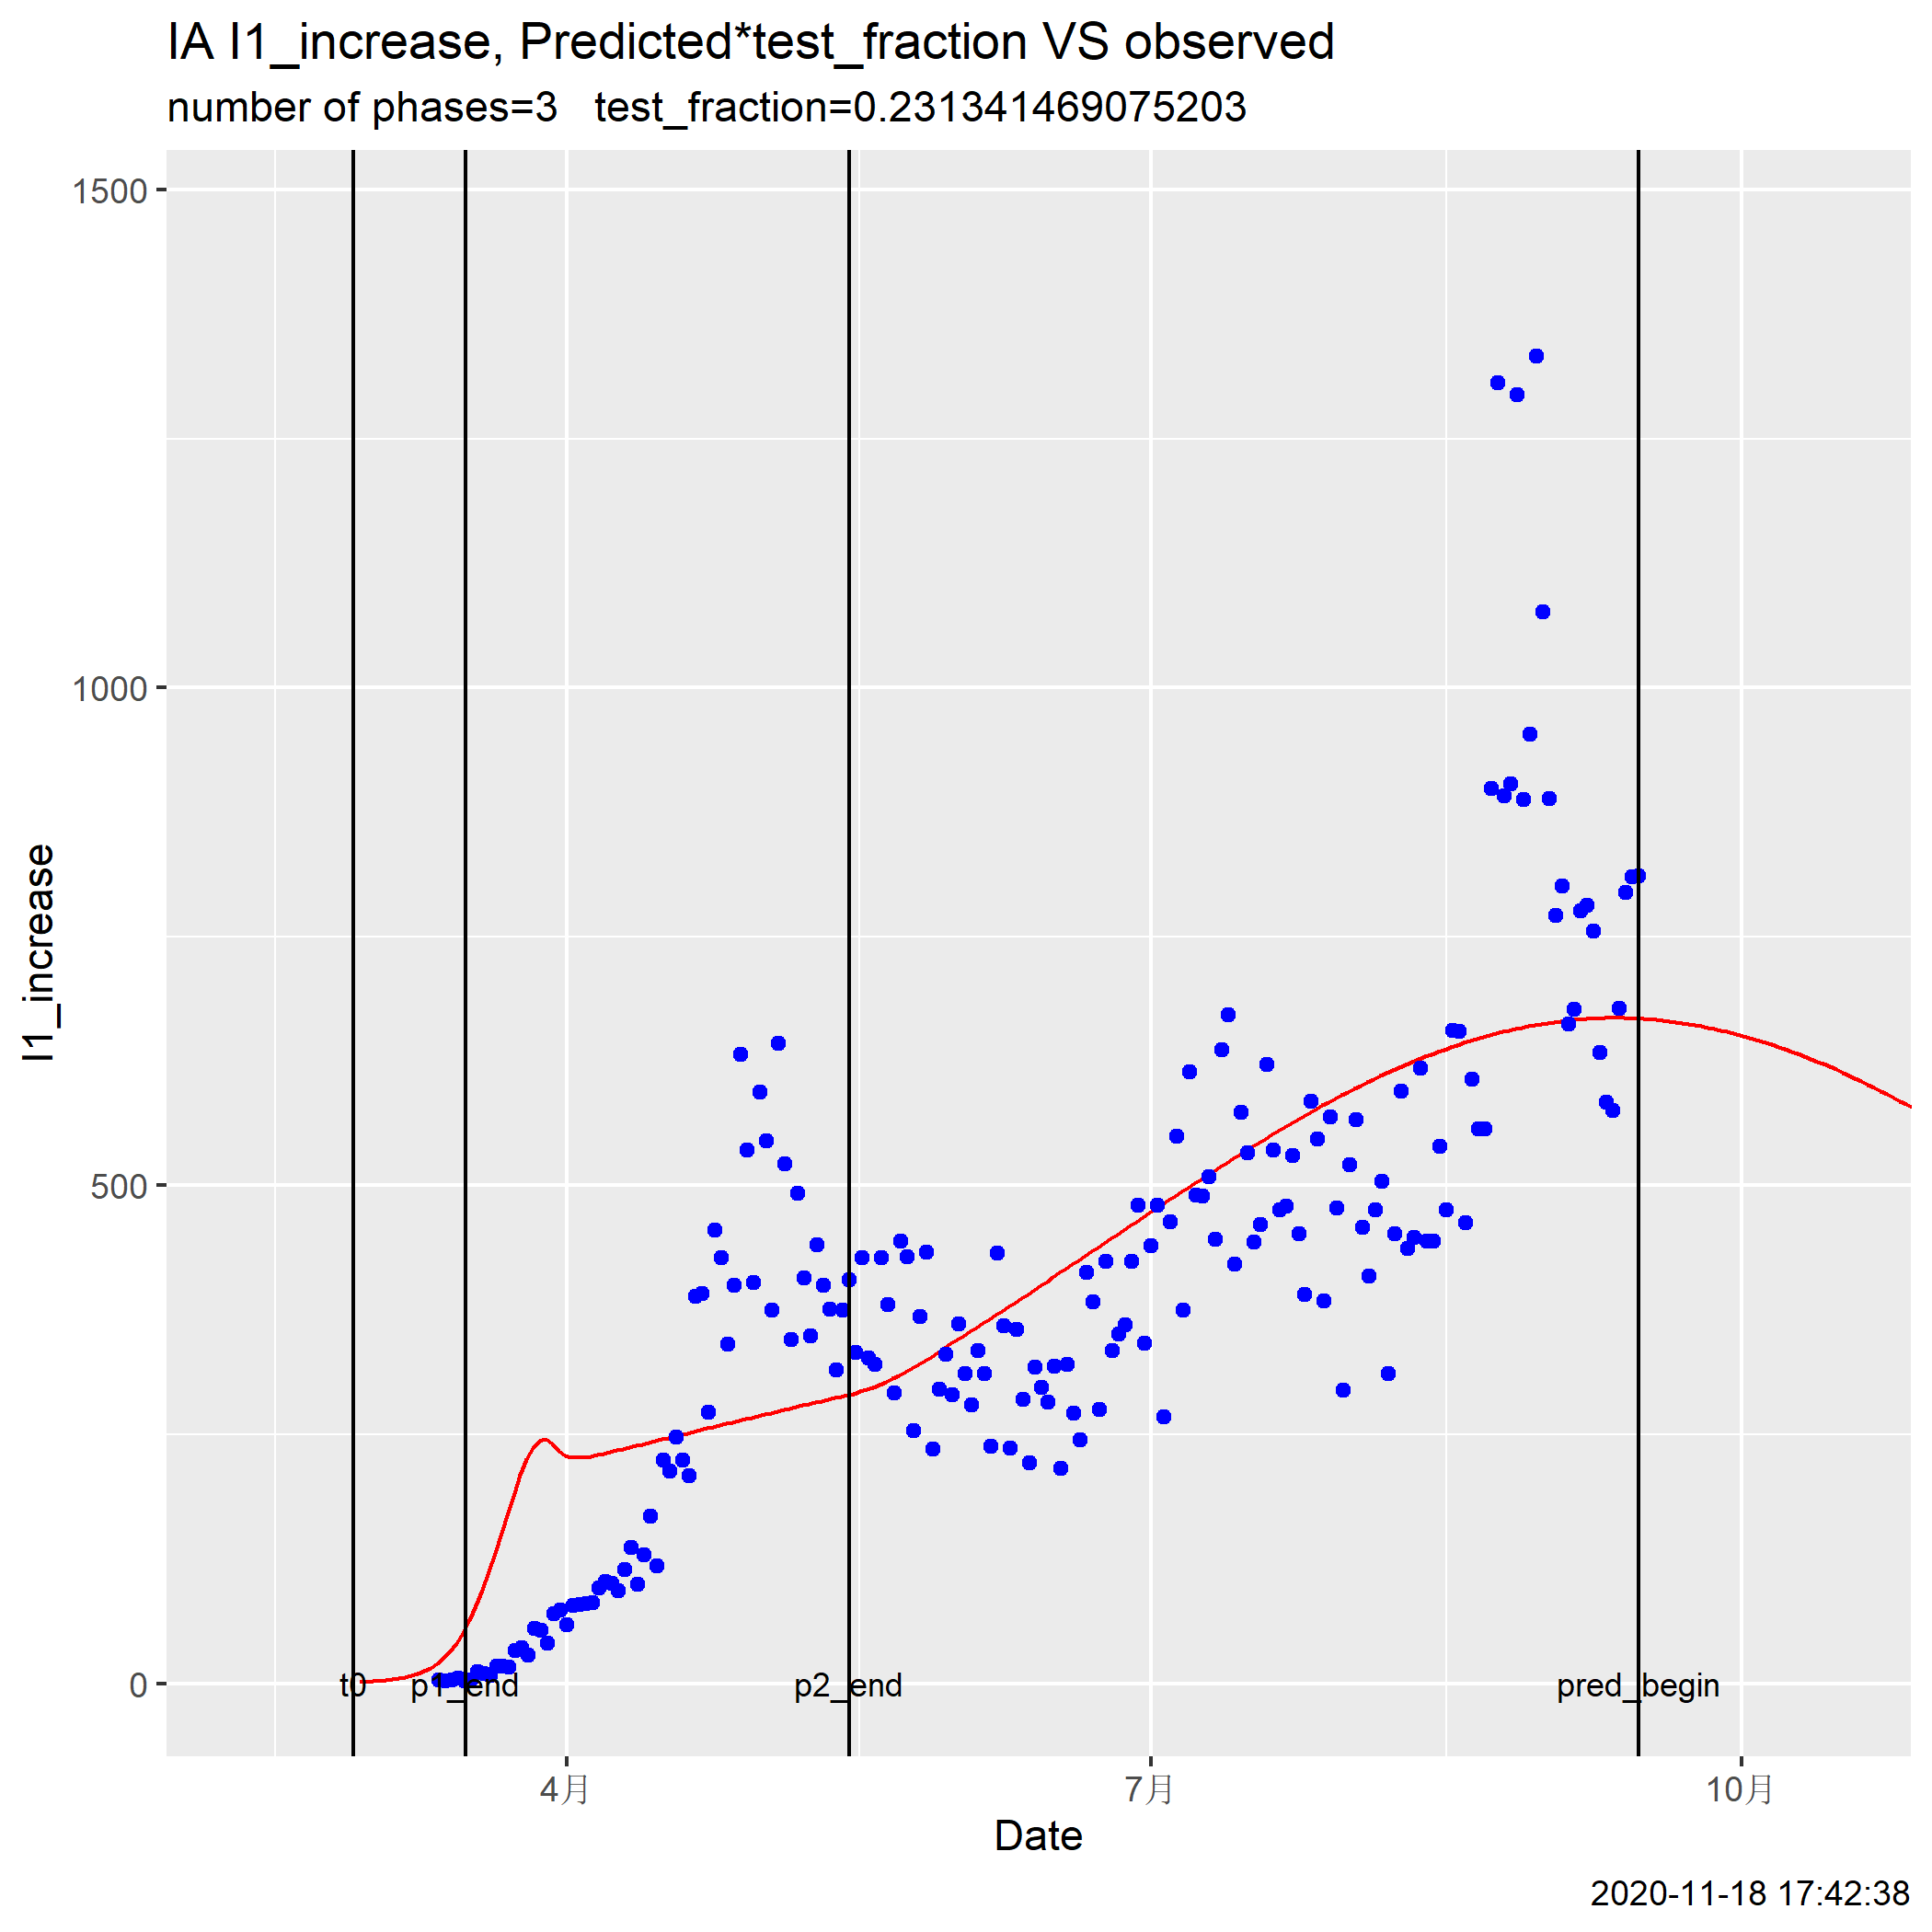 IA I1_increase, Predicted*test_fraction VS observed
number of phases=3 test_fraction=0.231341469075203
1500
1000
500
0
I1_increase
t0
p1_end
p2_end
pred_begin
4月
7月
10月
Date
2020-11-18 17:42:38